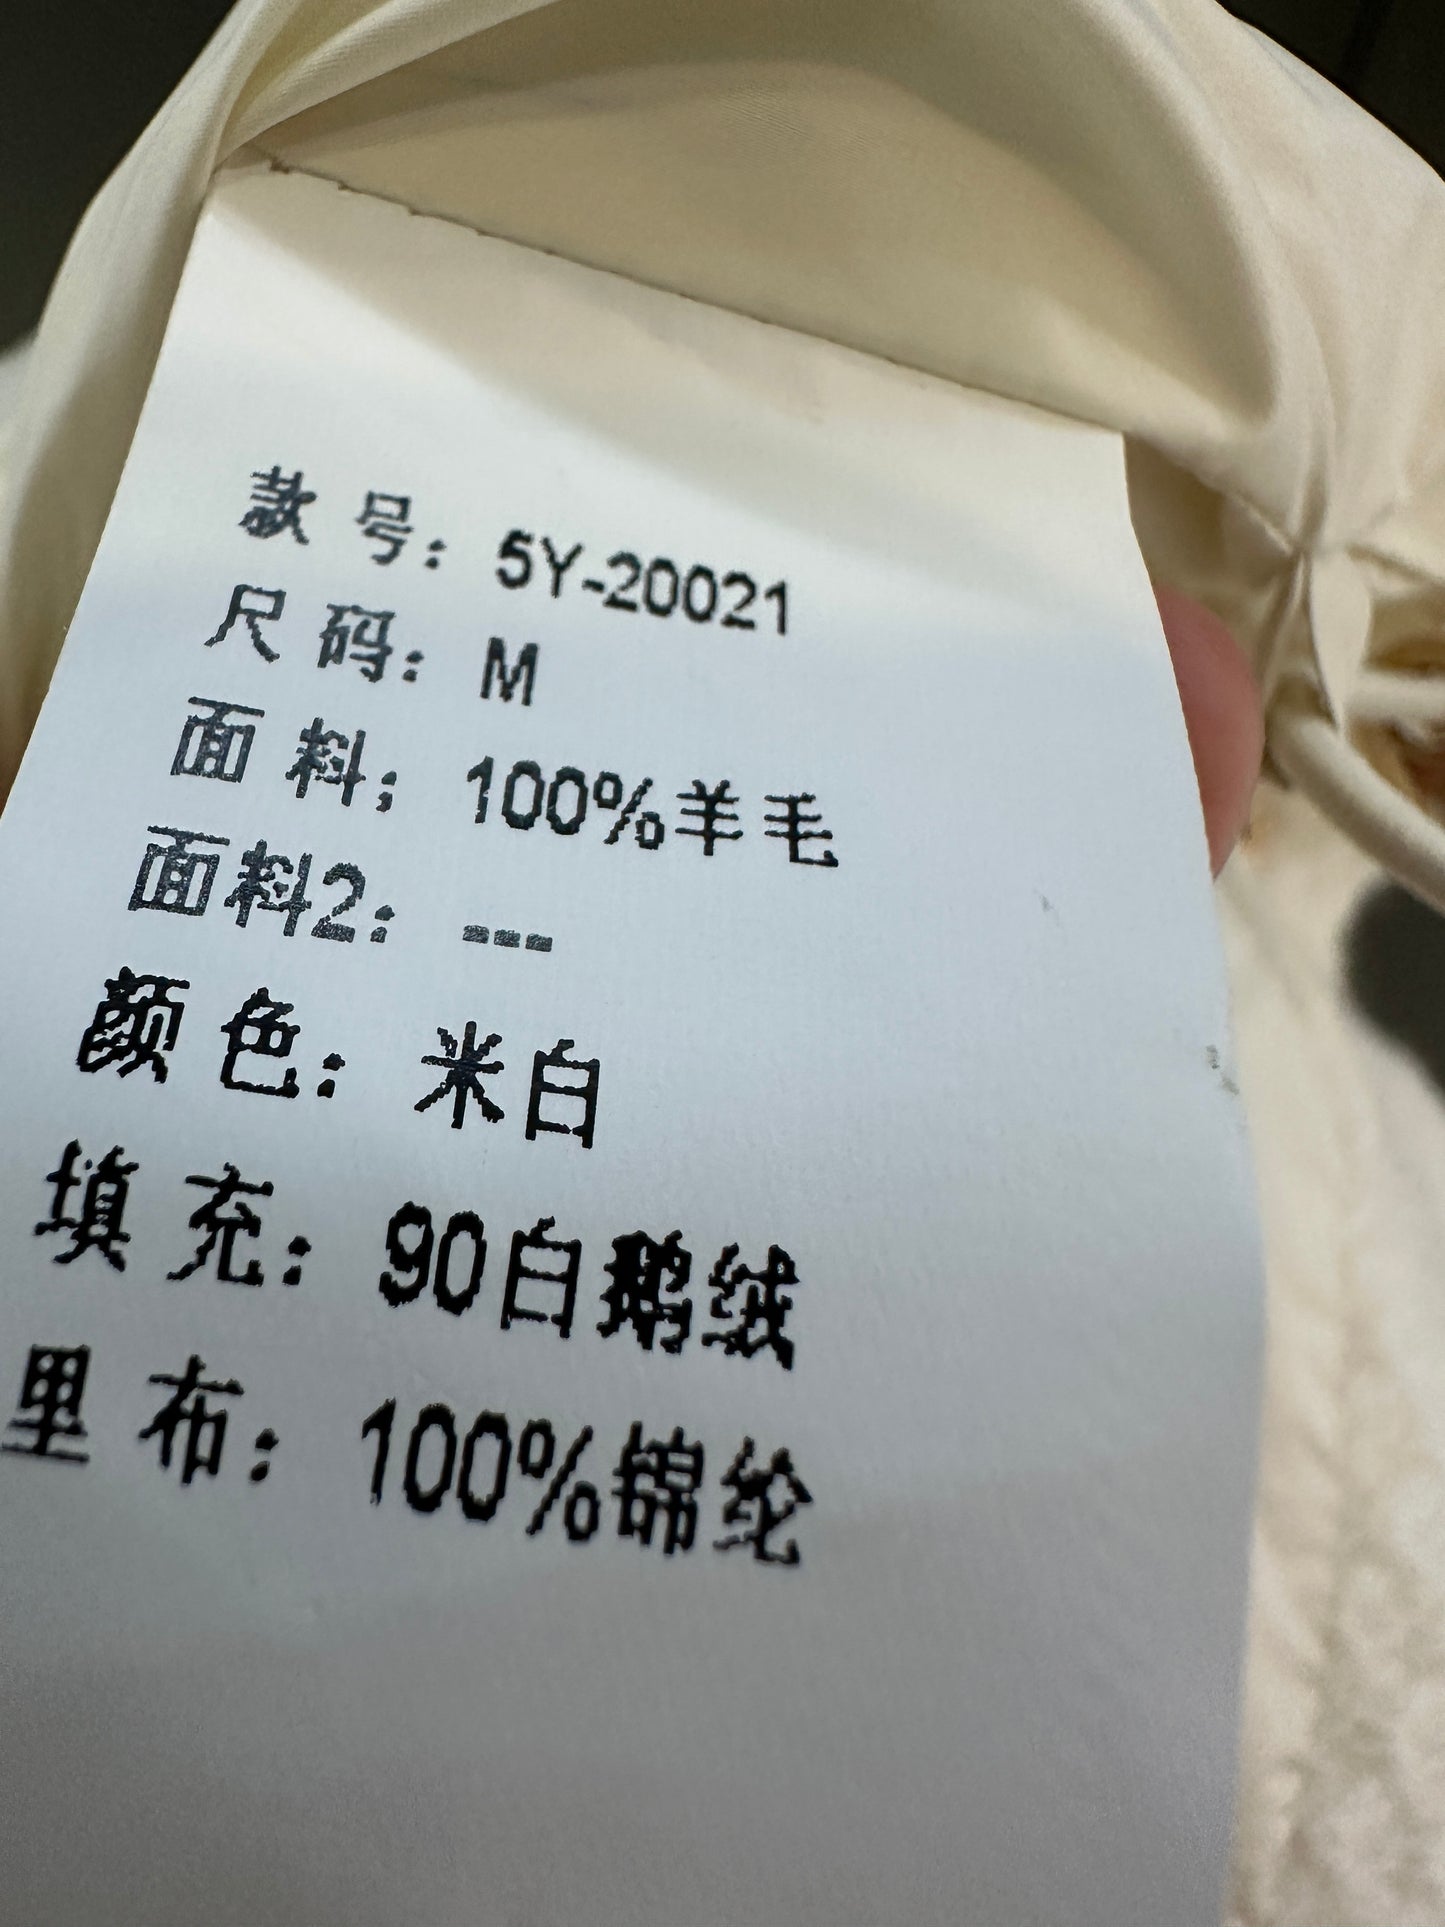 款 号：5Y-20021
尺 码：M
面 料；100%羊毛
面料2：---
颜 色：米白
填 充：90白鹅绒
里 布：100%锦纶